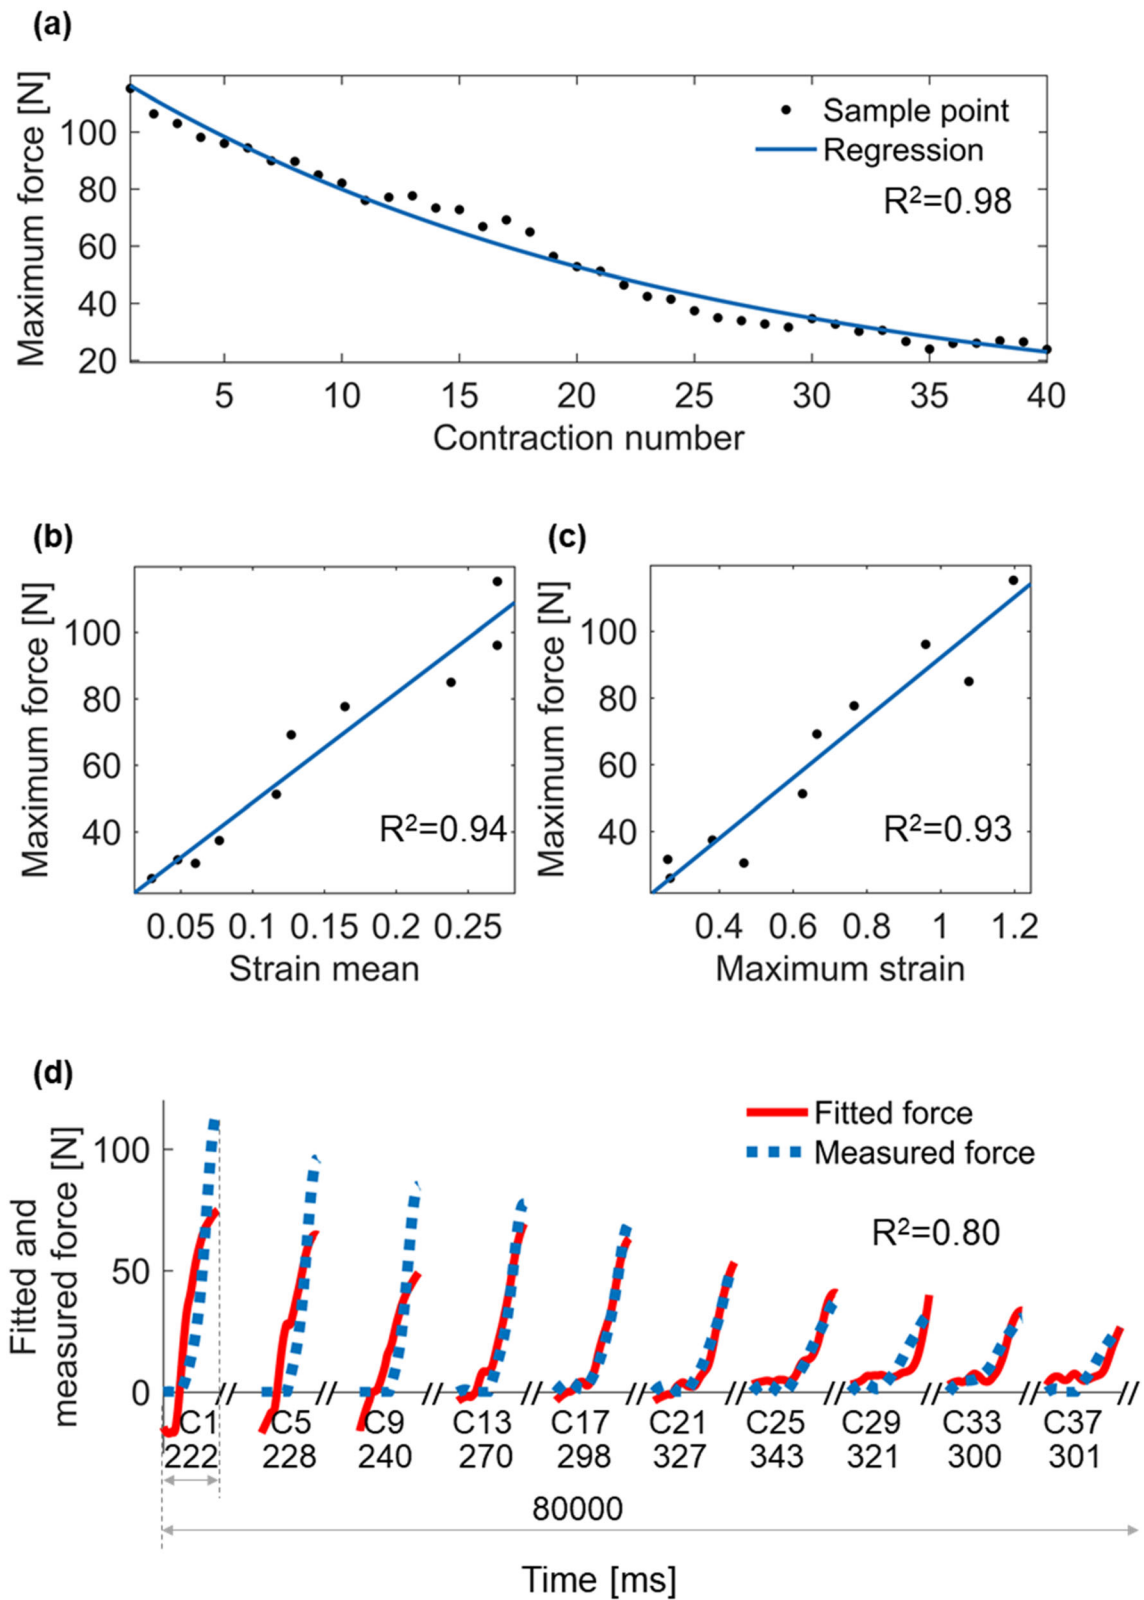 (a)
Maximum force [N]
100
80
60
40
20
Sample point
Regression
R²=0.98
5 10 15 20 25 30 35 40
Contraction number
(b)
Maximum force [N]
100
80
60
40
R²=0.94
0.05 0.1 0.15 0.2 0.25
Strain mean
(c)
Maximum force [N]
100
80
60
40
R²=0.93
0.4 0.6 0.8 1 1.2
Maximum strain
(d)
Fitted and
measured force [N]
100
50
0
Fitted force
Measured force
R²=0.80
C1 C5 C9 C13 C17 C21 C25 C29 C33 C37
222 228 240 270 298 327 343 321 300 301
80000
Time [ms]